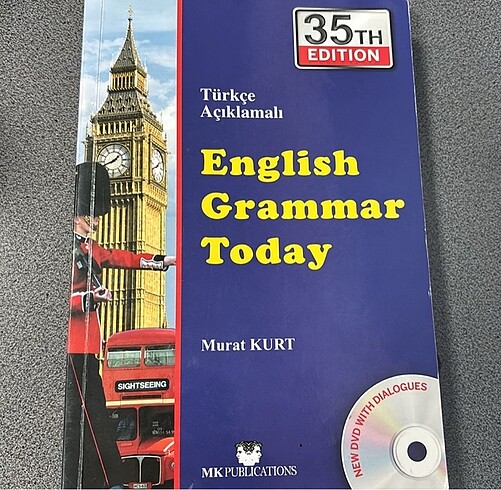 35TH
EDITION
Türkçe
Açıklamalı
English
Grammar
Today
Murat KURT
SIGHTSEEING
NEW DVD WITH DIALOGUES
MK PUBLICATIONS